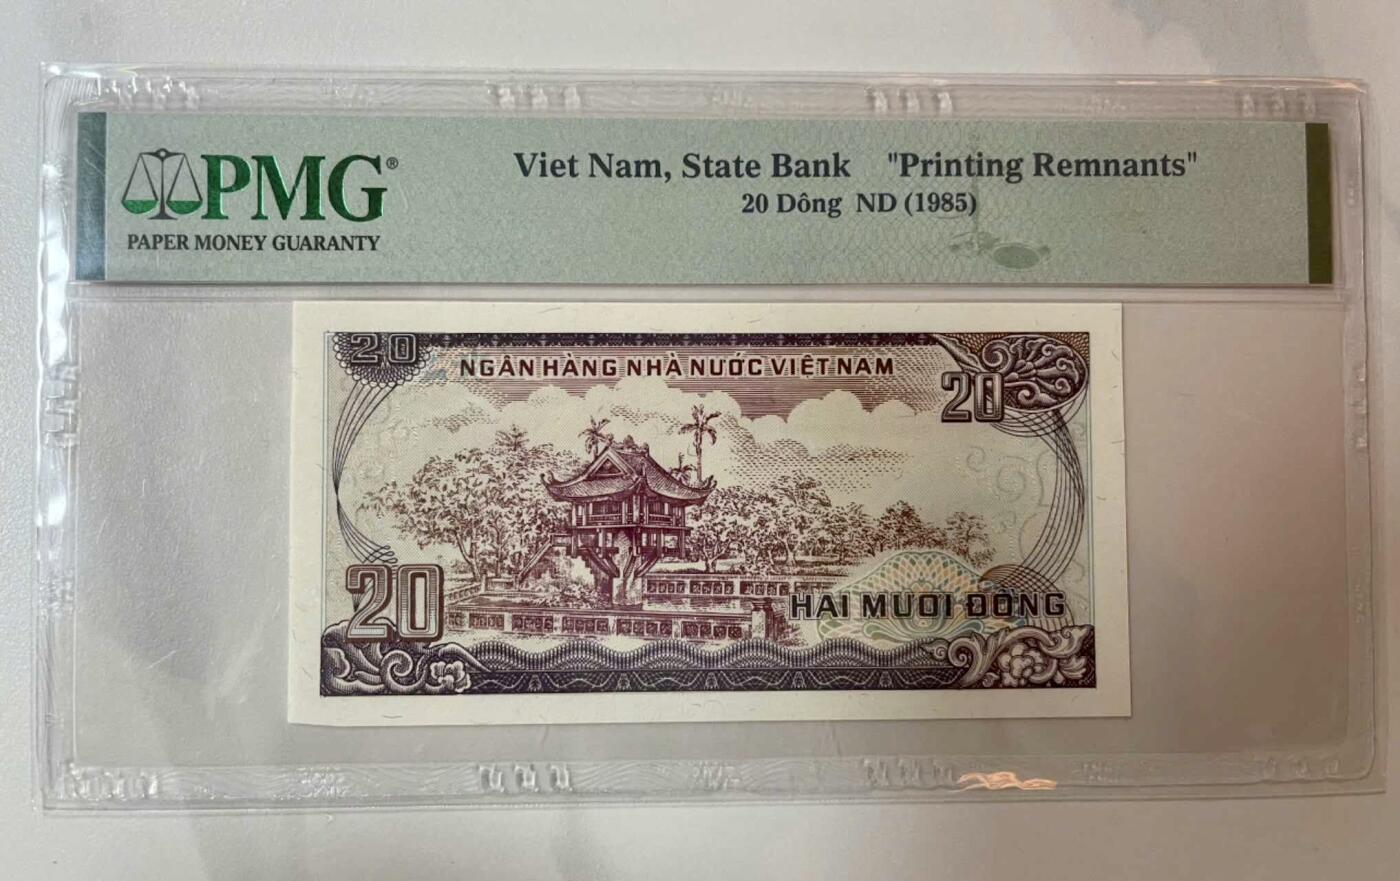 PMG®
PAPER MONEY GUARANTY
Viet Nam, State Bank "Printing Remnants"
20 Dông ND (1985)
20
NGÂN HÀNG NHÀ NƯỚC VIỆT NAM
20
20
HAI MƯƠI ĐỒNG